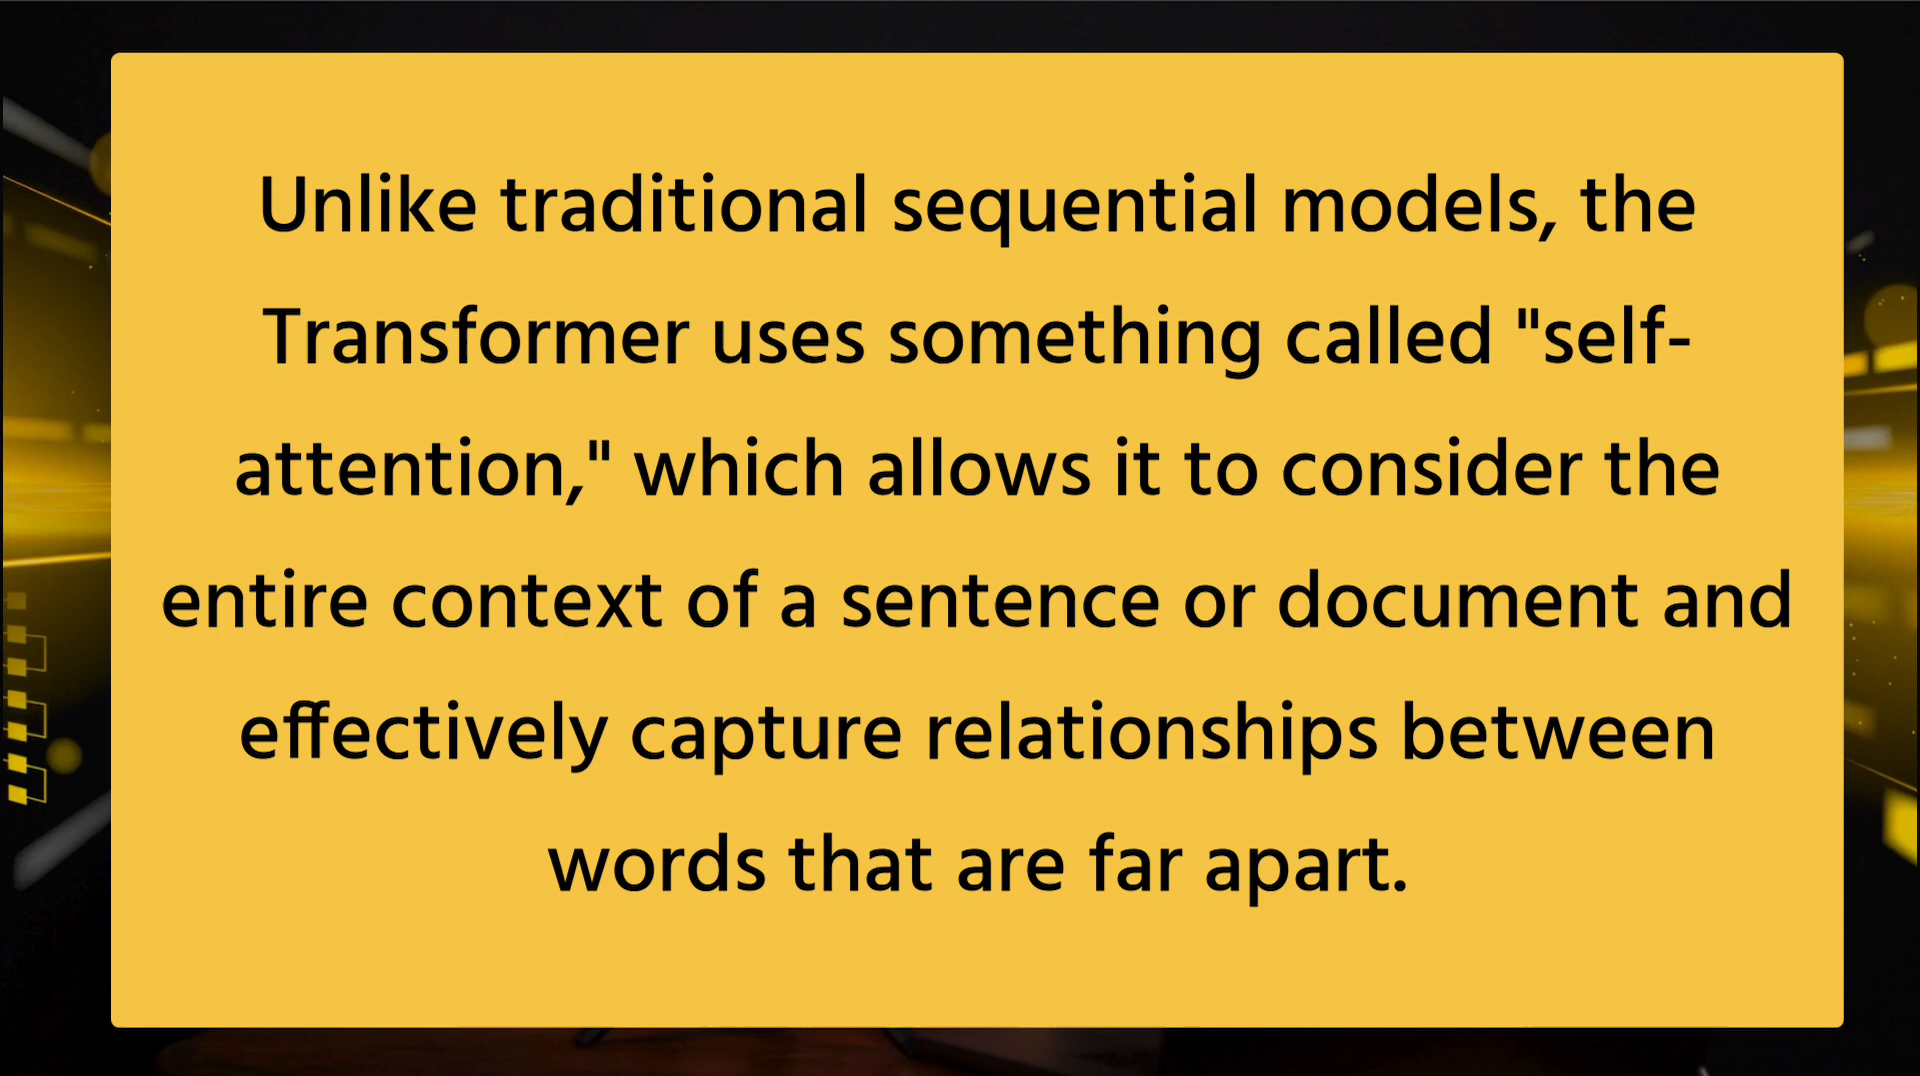 Unlike traditional sequential models, the
Transformer uses something called "self-
attention," which allows it to consider the
entire context of a sentence or document and
effectively capture relationships between
words that are far apart.